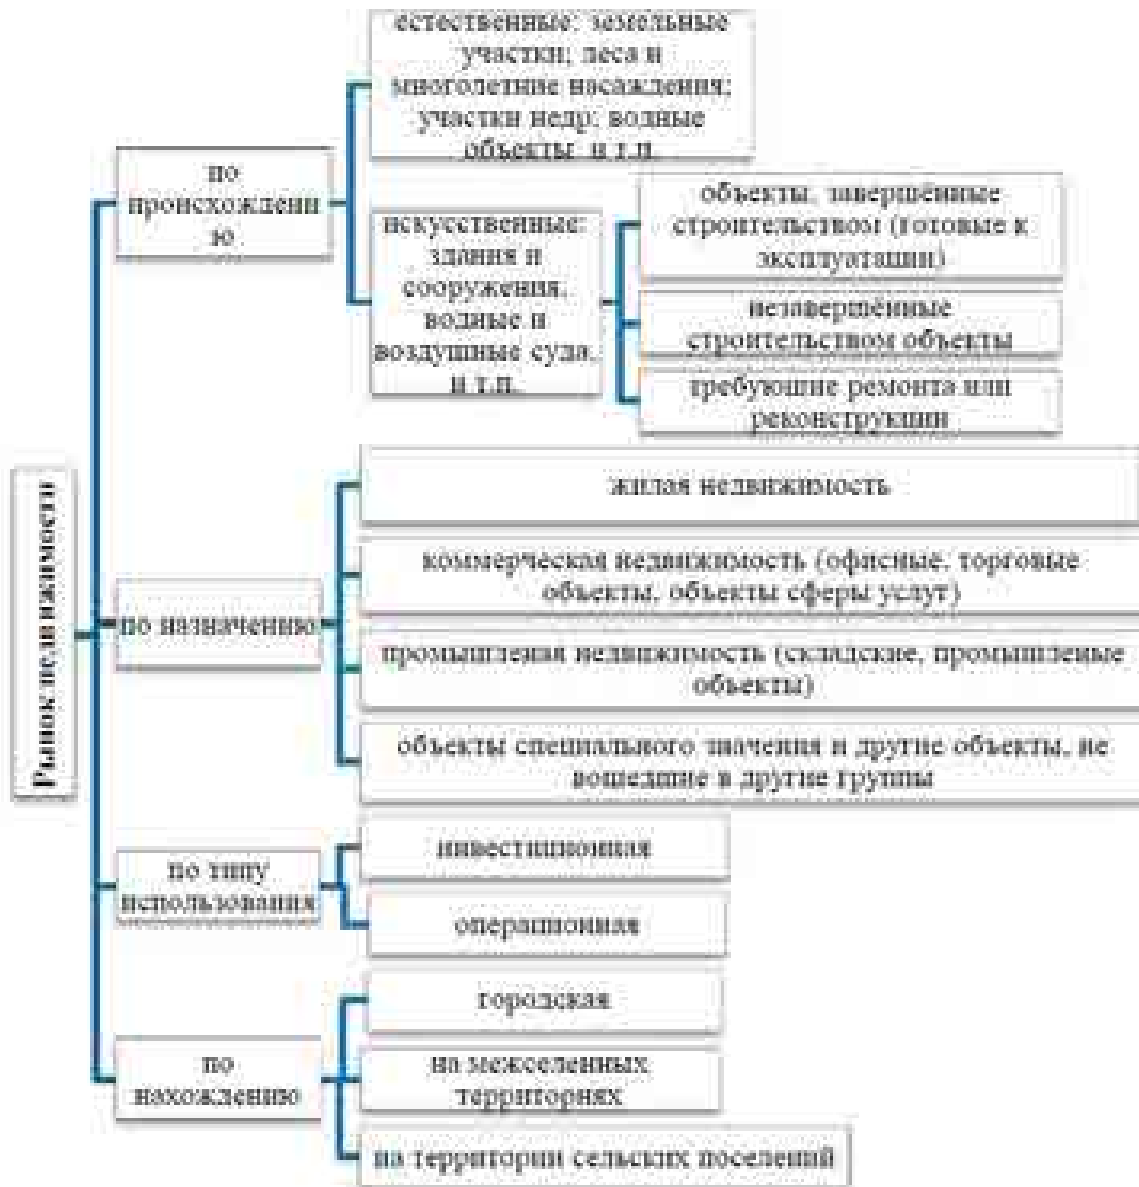 естественные: земельные
участки; леса и
многолетние насаждения;
участки недр; водные
объекты и т.п.
по
происхождени
ю
искусственные:
здания и
сооружения,
водные и
воздушные суда,
и т.п.
объекты, завершённые
строительством (готовые к
эксплуатации)
незавершённые
строительством объекты
требующие ремонта или
реконструкции
Рынок недвижимости
по назначению
жилая недвижимость
коммерческая недвижимость (офисные, торговые
объекты, объекты сферы услуг)
промышленая недвижимость (складские, промышленые
объекты)
объекты специального значения и другие объекты, не
вошедшие в другие группы
по типу
использования
инвестиционная
операционная
по
нахождению
городская
на межселенных
территориях
на территории сельских поселений